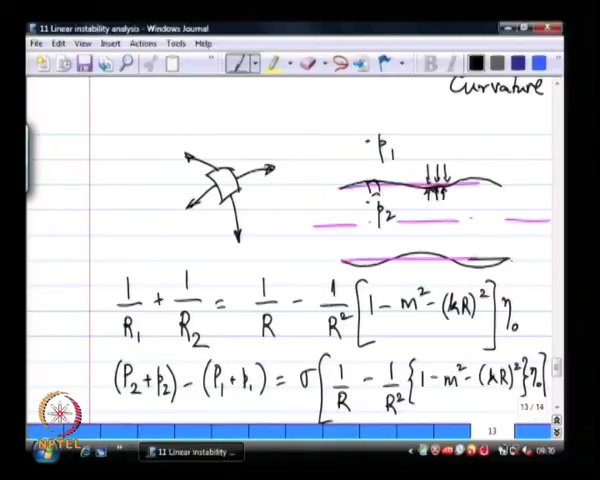 11 Linear instability analysis - Windows Journal
File Edit View Insert Actions Tools Help
B I
Curvature
p₁
p₂
1/R₁ + 1/R₂ = 1/R - 1/R² [1 - m² - (kR)²] η₀
(P₂ + p₂) - (P₁ + p₁) = σ [1/R - 1/R² {1 - m² - (kR)²} η₀]
13 / 14
13
NPTEL
11 Linear instability ...